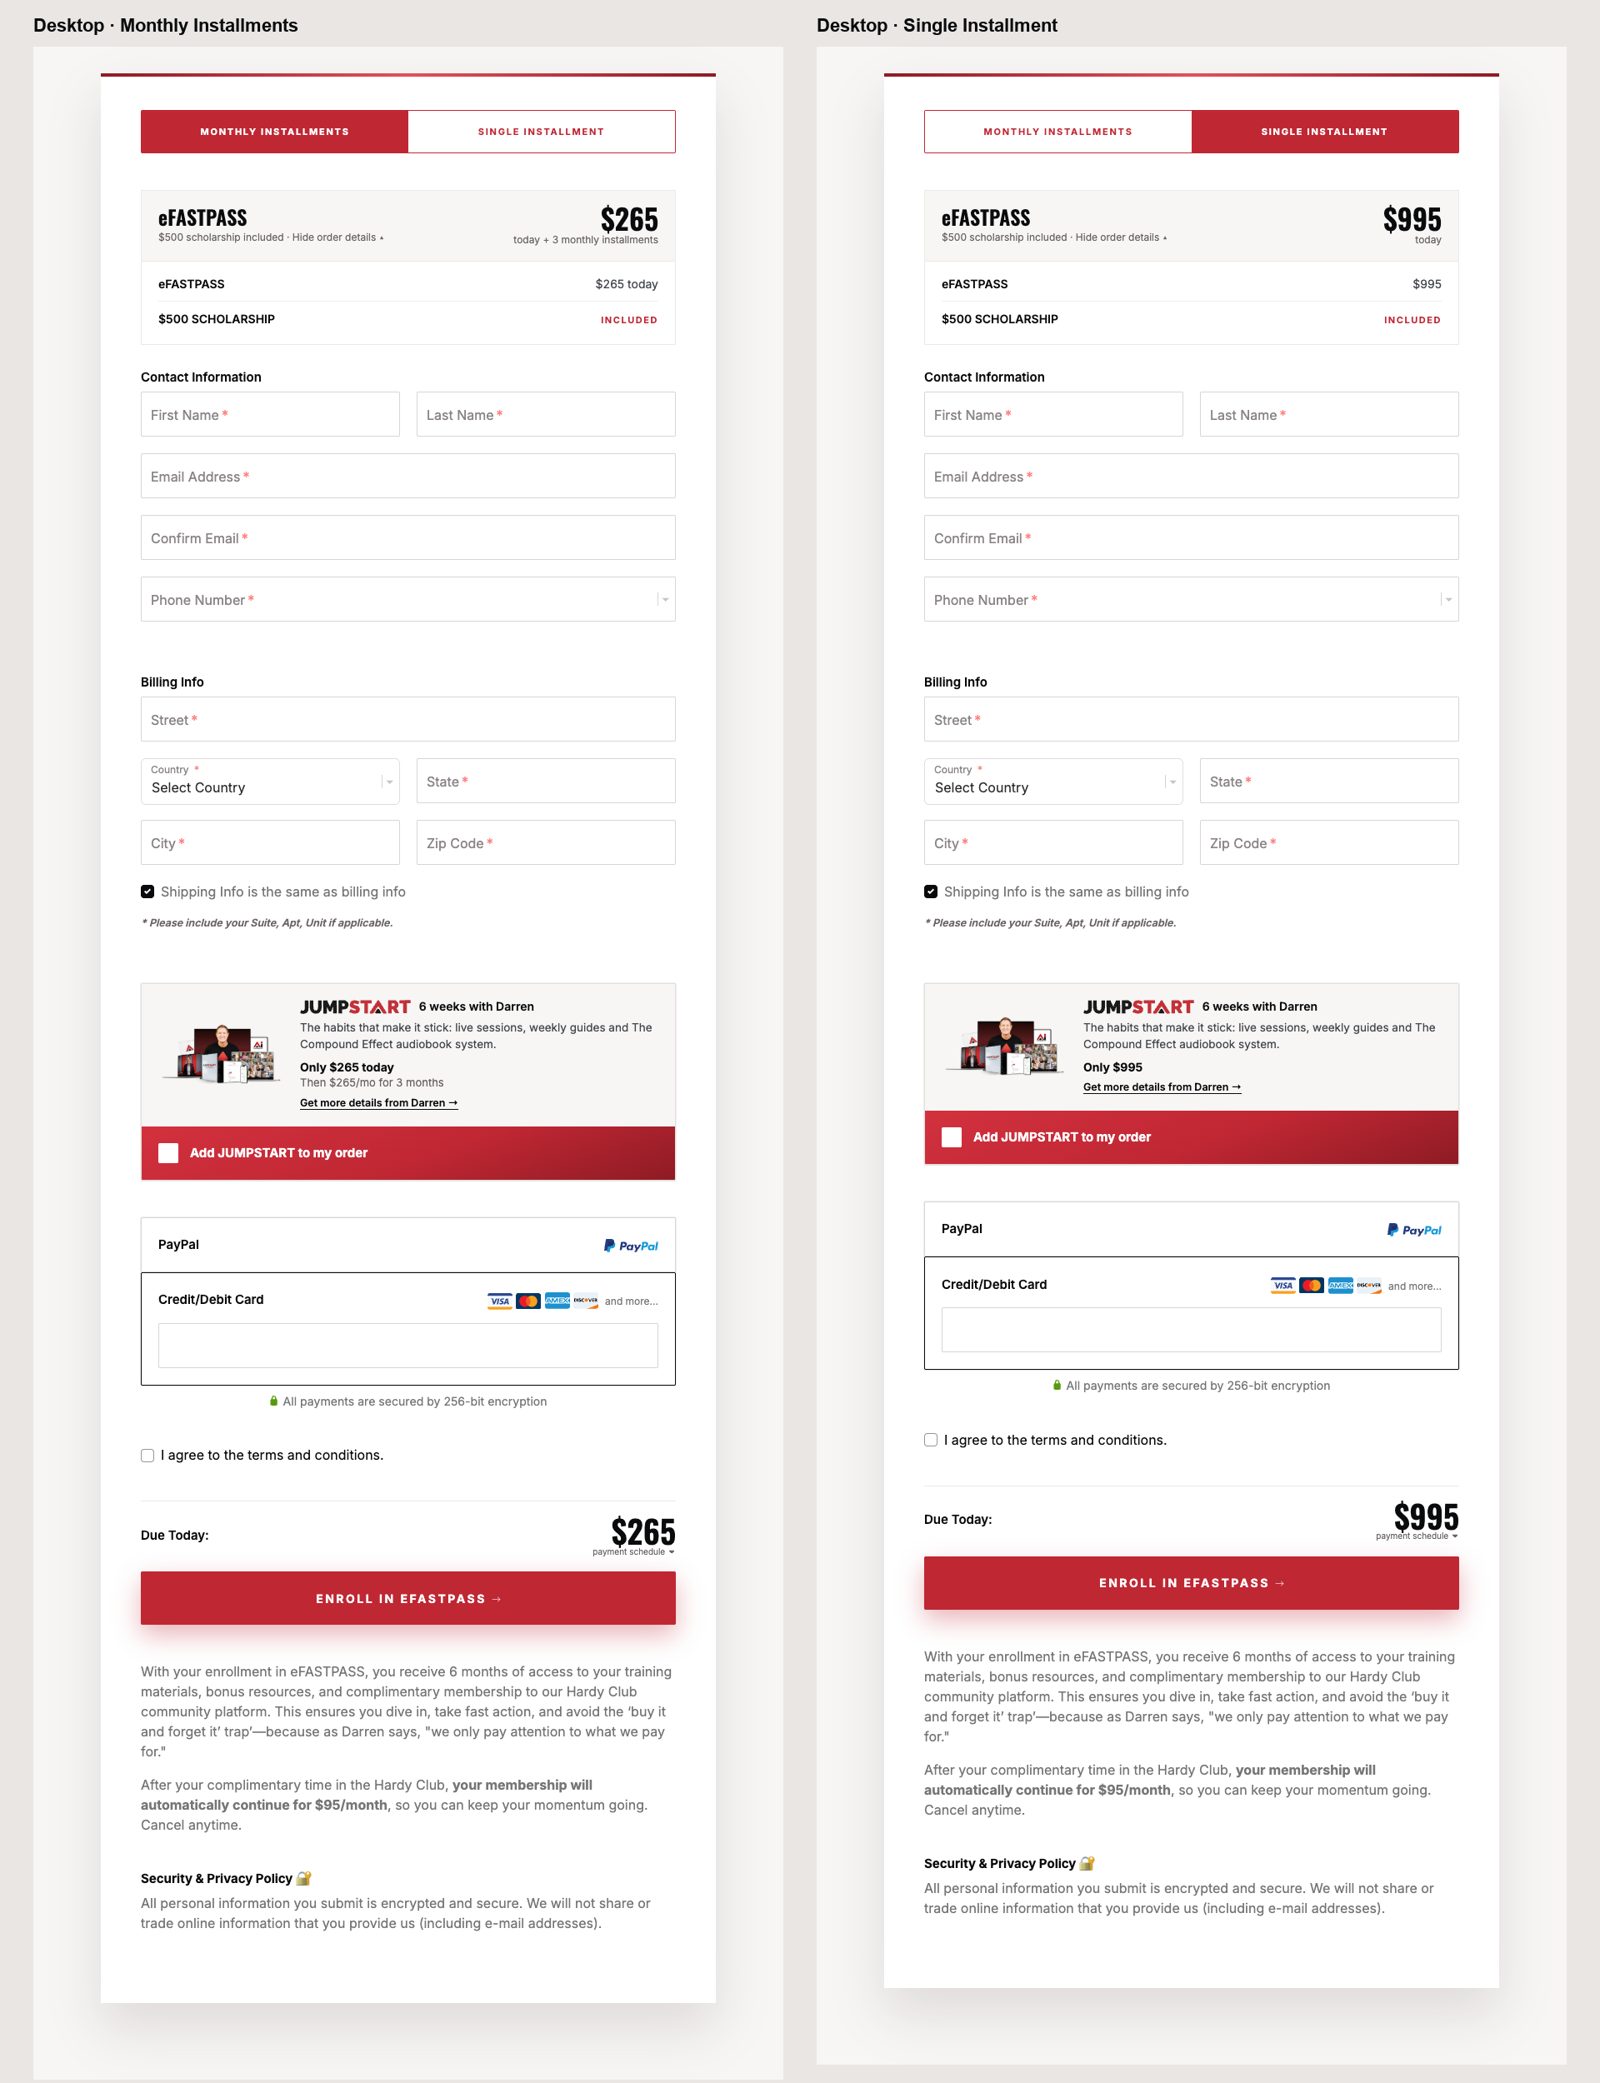 Desktop · Monthly Installments
MONTHLY INSTALLMENTS
SINGLE INSTALLMENT
eFASTPASS
$500 scholarship included · Hide order details ▴
$265
today + 3 monthly installments
eFASTPASS
$265 today
$500 SCHOLARSHIP
INCLUDED
Contact Information
First Name *
Last Name *
Email Address *
Confirm Email *
Phone Number *
Billing Info
Street *
Country *
Select Country
State *
City *
Zip Code *
Shipping Info is the same as billing info
* Please include your Suite, Apt, Unit if applicable.
JUMPSTART 6 weeks with Darren
The habits that make it stick: live sessions, weekly guides and The
Compound Effect audiobook system.
Only $265 today
Then $265/mo for 3 months
Get more details from Darren →
Add JUMPSTART to my order
PayPal
PayPal
Credit/Debit Card
VISA
AMEX
DISCOVER
and more...
All payments are secured by 256-bit encryption
I agree to the terms and conditions.
Due Today:
$265
payment schedule ▾
ENROLL IN EFASTPASS →
With your enrollment in eFASTPASS, you receive 6 months of access to your training
materials, bonus resources, and complimentary membership to our Hardy Club
community platform. This ensures you dive in, take fast action, and avoid the ‘buy it
and forget it’ trap’—because as Darren says, "we only pay attention to what we pay
for."
After your complimentary time in the Hardy Club, your membership will
automatically continue for $95/month, so you can keep your momentum going.
Cancel anytime.
Security & Privacy Policy 🔐
All personal information you submit is encrypted and secure. We will not share or
trade online information that you provide us (including e-mail addresses).
Desktop · Single Installment
MONTHLY INSTALLMENTS
SINGLE INSTALLMENT
eFASTPASS
$500 scholarship included · Hide order details ▴
$995
today
eFASTPASS
$995
$500 SCHOLARSHIP
INCLUDED
Contact Information
First Name *
Last Name *
Email Address *
Confirm Email *
Phone Number *
Billing Info
Street *
Country *
Select Country
State *
City *
Zip Code *
Shipping Info is the same as billing info
* Please include your Suite, Apt, Unit if applicable.
JUMPSTART 6 weeks with Darren
The habits that make it stick: live sessions, weekly guides and The
Compound Effect audiobook system.
Only $995
Get more details from Darren →
Add JUMPSTART to my order
PayPal
PayPal
Credit/Debit Card
VISA
AMEX
DISCOVER
and more...
All payments are secured by 256-bit encryption
I agree to the terms and conditions.
Due Today:
$995
payment schedule ▾
ENROLL IN EFASTPASS →
With your enrollment in eFASTPASS, you receive 6 months of access to your training
materials, bonus resources, and complimentary membership to our Hardy Club
community platform. This ensures you dive in, take fast action, and avoid the ‘buy it
and forget it’ trap’—because as Darren says, "we only pay attention to what we pay
for."
After your complimentary time in the Hardy Club, your membership will
automatically continue for $95/month, so you can keep your momentum going.
Cancel anytime.
Security & Privacy Policy 🔐
All personal information you submit is encrypted and secure. We will not share or
trade online information that you provide us (including e-mail addresses).